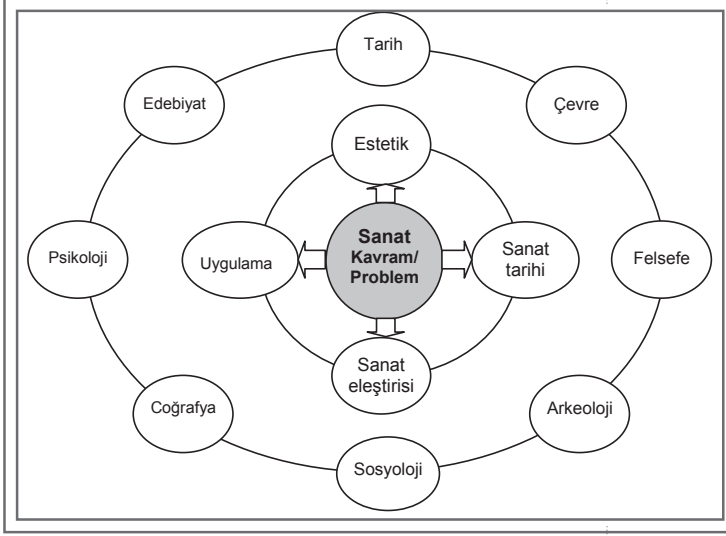 Tarih
Edebiyat
Çevre
Estetik
Psikoloji
Uygulama
Sanat
Kavram/
Problem
Sanat
tarihi
Felsefe
Sanat
eleştirisi
Coğrafya
Arkeoloji
Sosyoloji